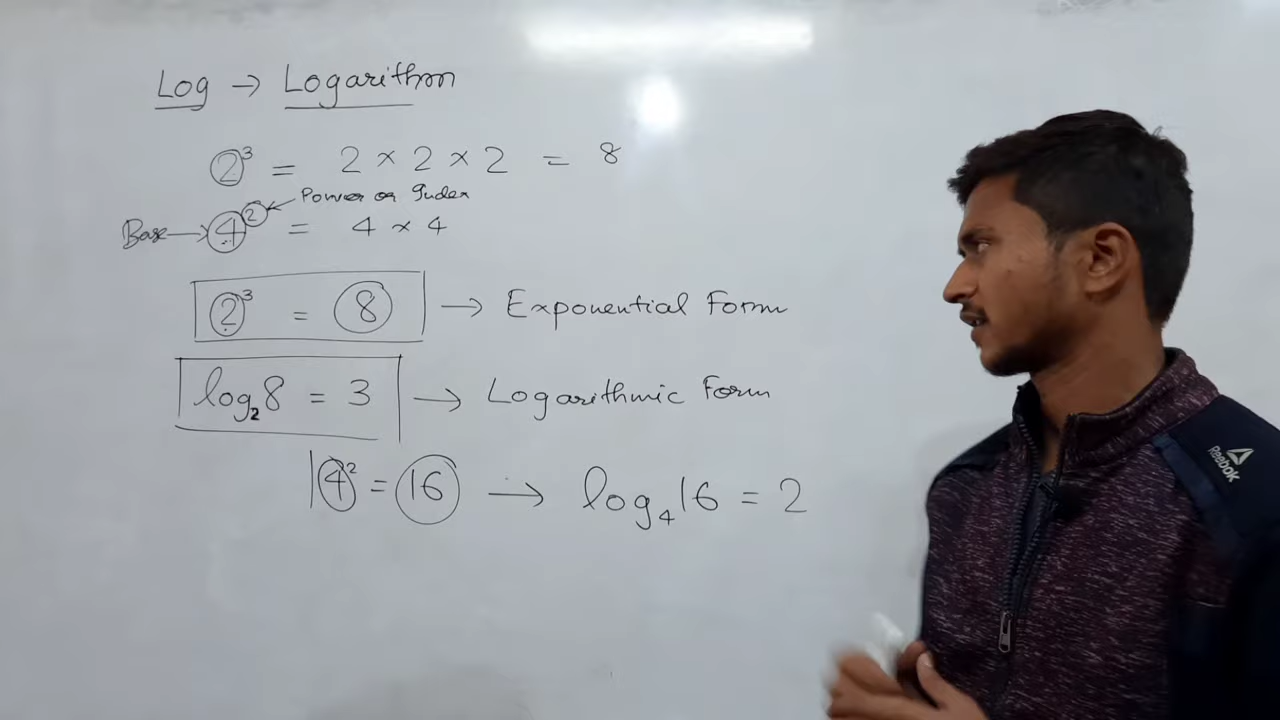 Log → Logarithm
2³ = 2 × 2 × 2 = 8
Power or Index
Base → 4² = 4 × 4
2³ = 8 → Exponential Form
log₂8 = 3 → Logarithmic Form
4² = 16 → log₄16 = 2
Reebok